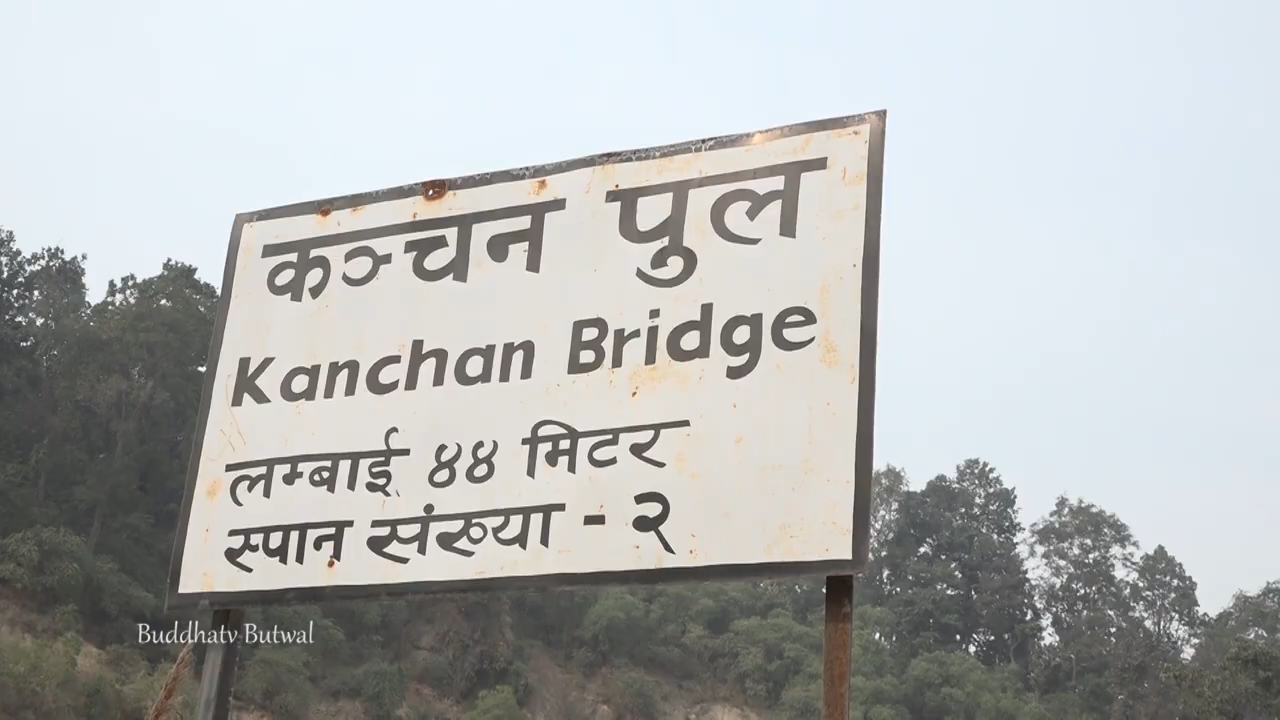 कञ्चन पुल
Kanchan Bridge
लम्बाई ४४ मिटर
स्पान संख्या - २
Buddhatv Butwal